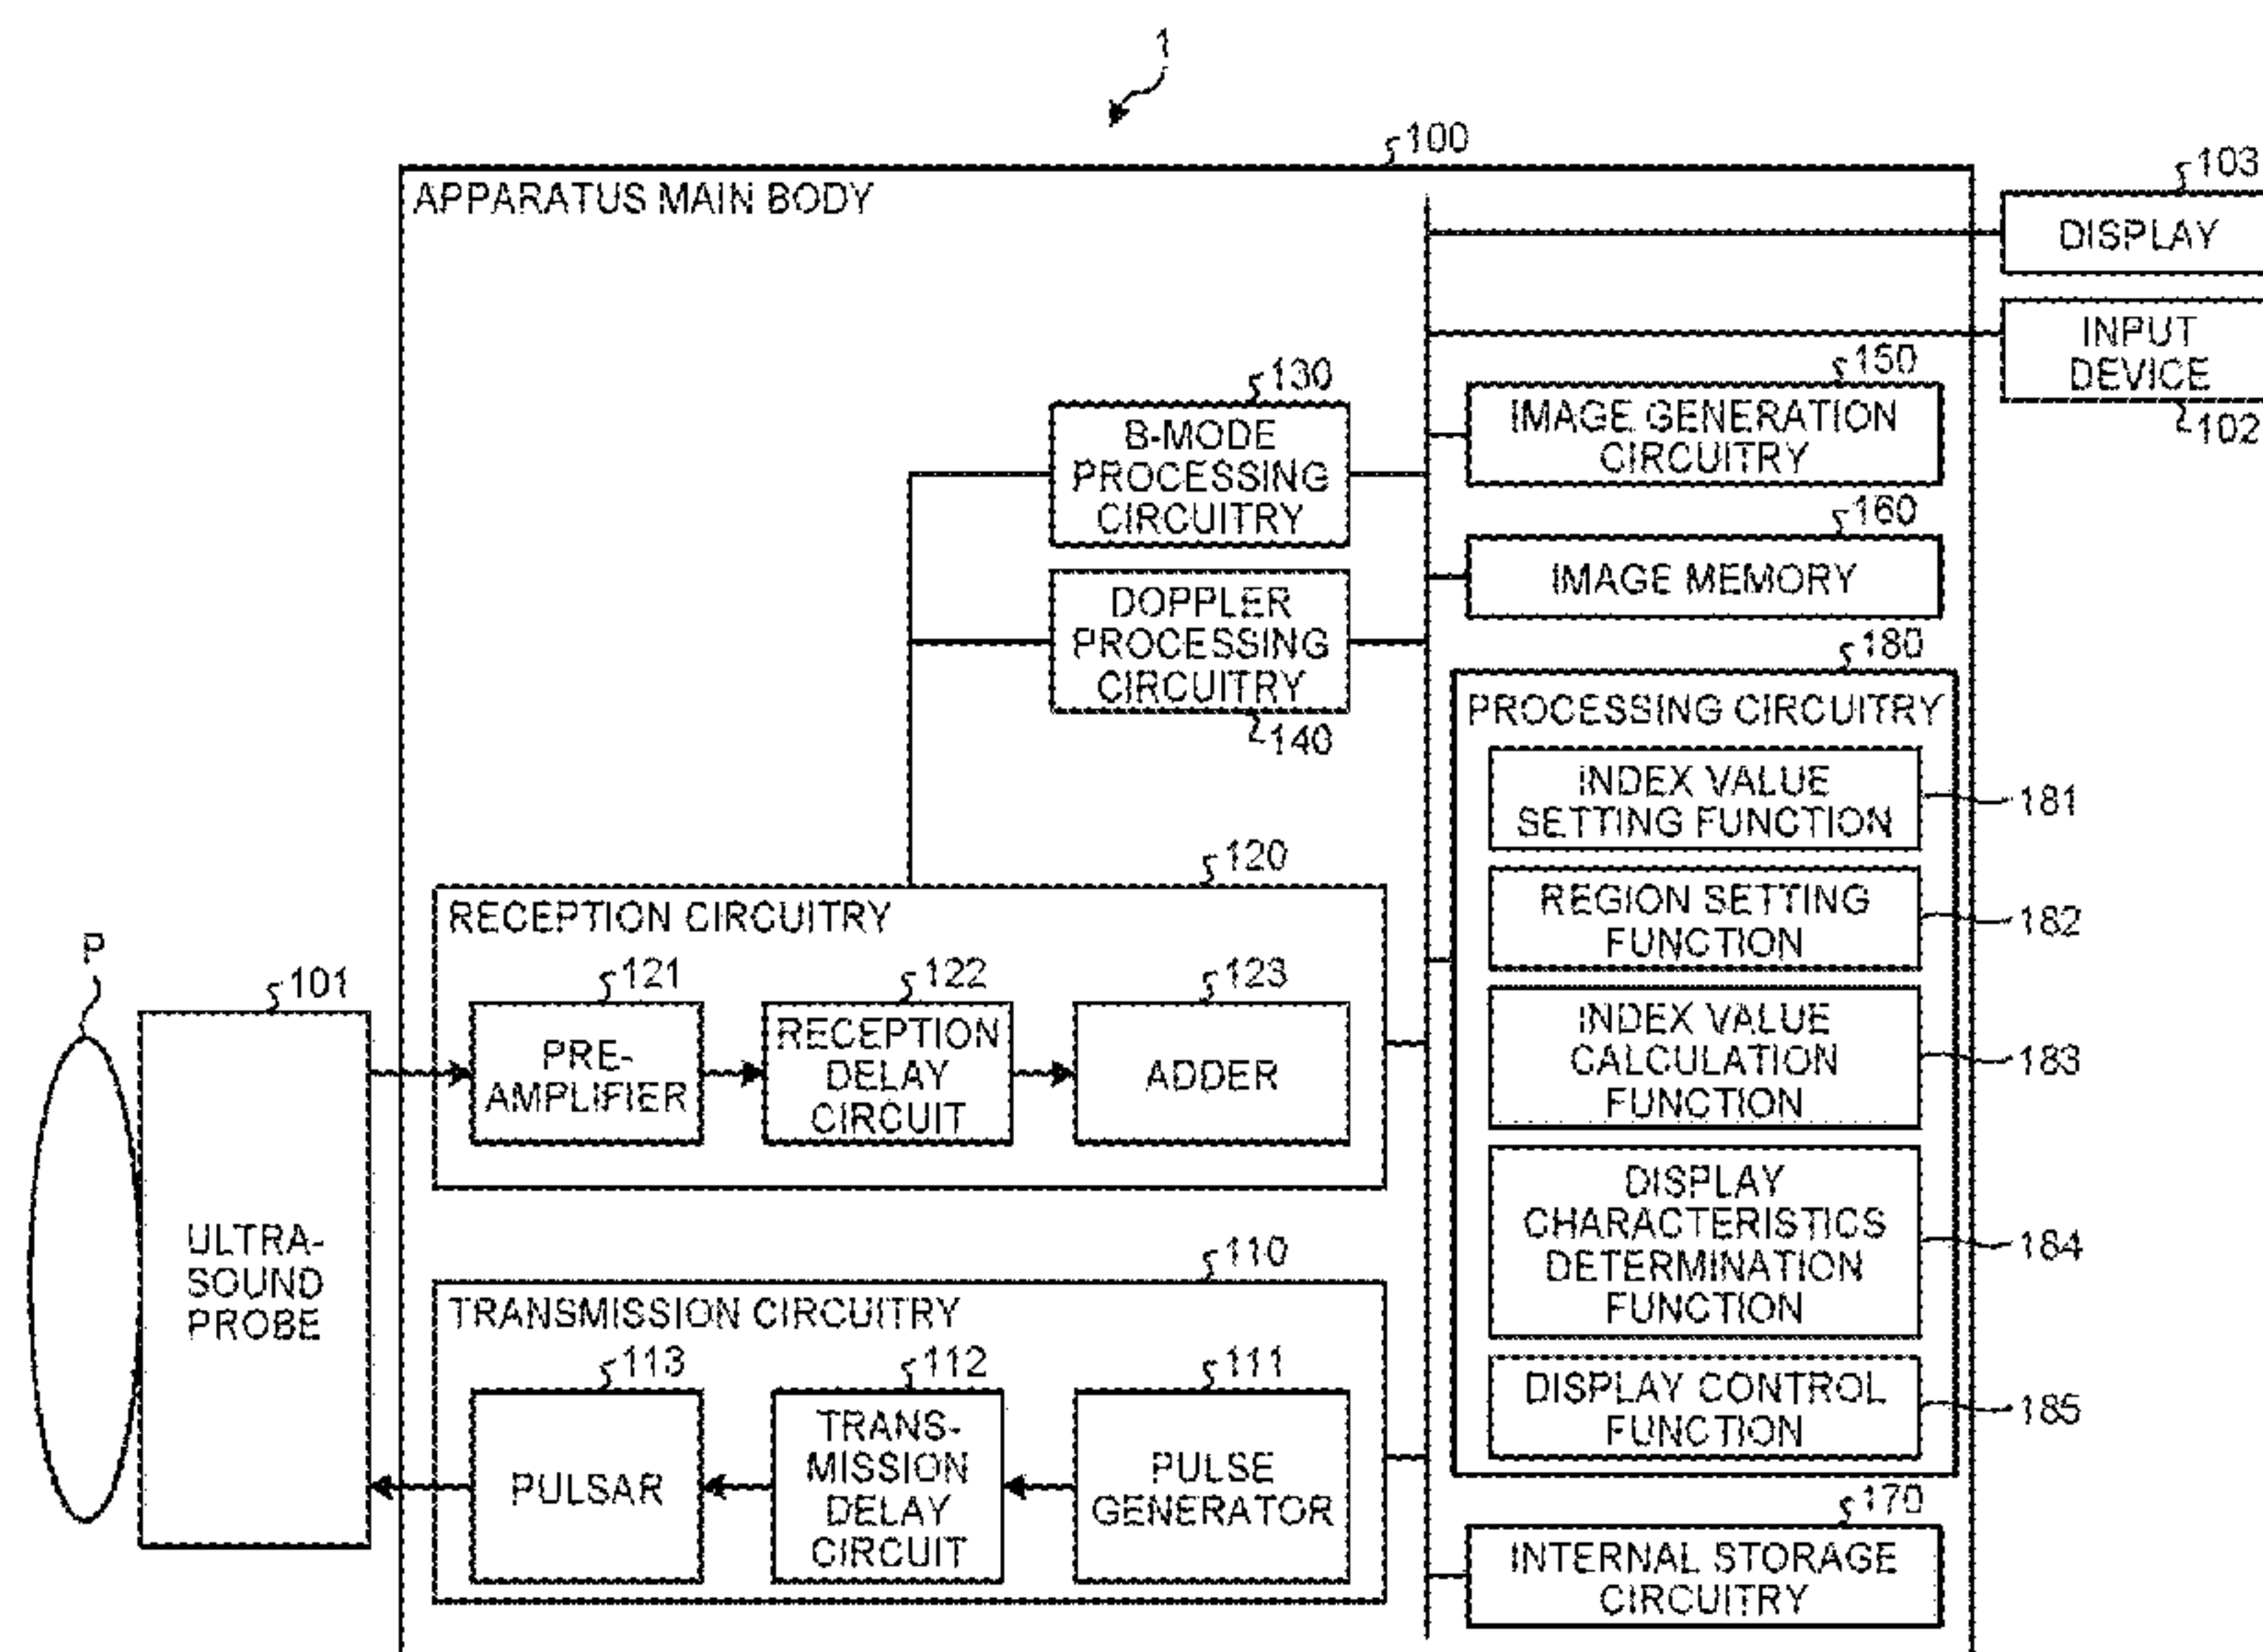 1
100
APPARATUS MAIN BODY
103
DISPLAY
INPUT
DEVICE
102
130
B-MODE
PROCESSING
CIRCUITRY
150
IMAGE GENERATION
CIRCUITRY
160
IMAGE MEMORY
DOPPLER
PROCESSING
CIRCUITRY
140
180
PROCESSING CIRCUITRY
INDEX VALUE
SETTING FUNCTION
181
REGION SETTING
FUNCTION
182
INDEX VALUE
CALCULATION
FUNCTION
183
DISPLAY
CHARACTERISTICS
DETERMINATION
FUNCTION
184
DISPLAY CONTROL
FUNCTION
185
170
INTERNAL STORAGE
CIRCUITRY
120
RECEPTION CIRCUITRY
121
PRE-
AMPLIFIER
122
RECEPTION
DELAY
CIRCUIT
123
ADDER
P
101
ULTRA-
SOUND
PROBE
110
TRANSMISSION CIRCUITRY
113
PULSAR
112
TRANS-
MISSION
DELAY
CIRCUIT
111
PULSE
GENERATOR